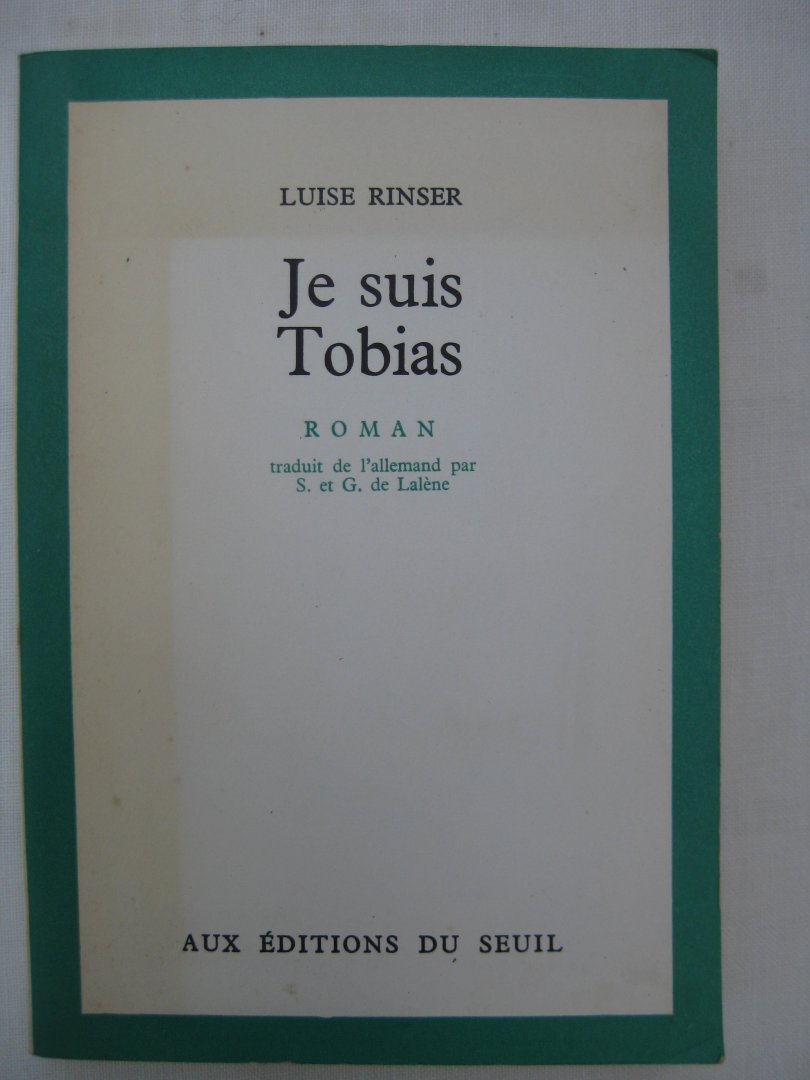 LUISE RINSER
Je suis
Tobias
ROMAN
traduit de l'allemand par
S. et G. de Lalène
AUX ÉDITIONS DU SEUIL